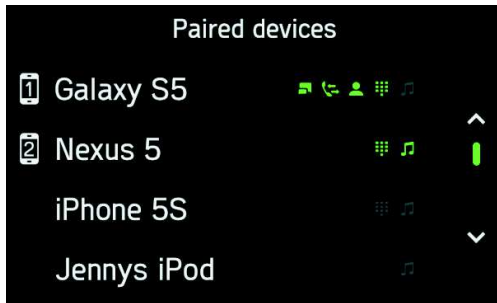 Paired devices
1 Galaxy S5
2 Nexus 5
iPhone 5S
Jennys iPod